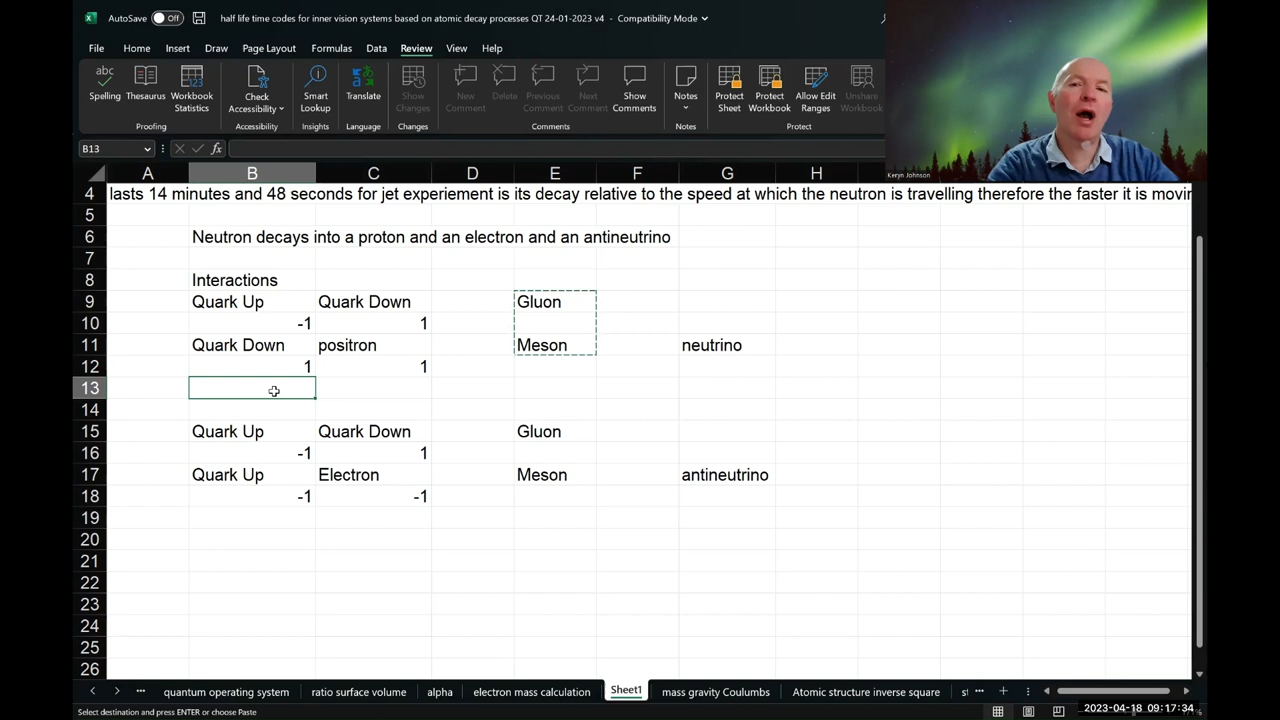 AutoSave Off half life time codes for inner vision systems based on atomic decay processes QT 24-01-2023 v4 - Compatibility Mode
File Home Insert Draw Page Layout Formulas Data Review View Help
abc
Spelling Thesaurus Workbook Statistics Check Accessibility Smart Lookup Translate Show Changes New Comment Delete Previous Comment Next Comment Show Comments Notes Protect Sheet Protect Workbook Allow Edit Ranges Unshare Workbook
Proofing Accessibility Insights Language Changes Comments Notes Protect
Keryn Johnson
B13 fx
A B C D E F G H
4 lasts 14 minutes and 48 seconds for jet experiement is its decay relative to the speed at which the neutron is travelling therefore the faster it is movin
5
6 Neutron decays into a proton and an electron and an antineutrino
7
8 Interactions
9 Quark Up Quark Down Gluon
10 -1 1
11 Quark Down positron Meson neutrino
12 1 1
13
14
15 Quark Up Quark Down Gluon
16 -1 1
17 Quark Up Electron Meson antineutrino
18 -1 -1
19
20
21
22
23
24
25
26
quantum operating system ratio surface volume alpha electron mass calculation Sheet1 mass gravity Coulumbs Atomic structure inverse square
Select destination and press ENTER or choose Paste 2023-04-18 09:17:34